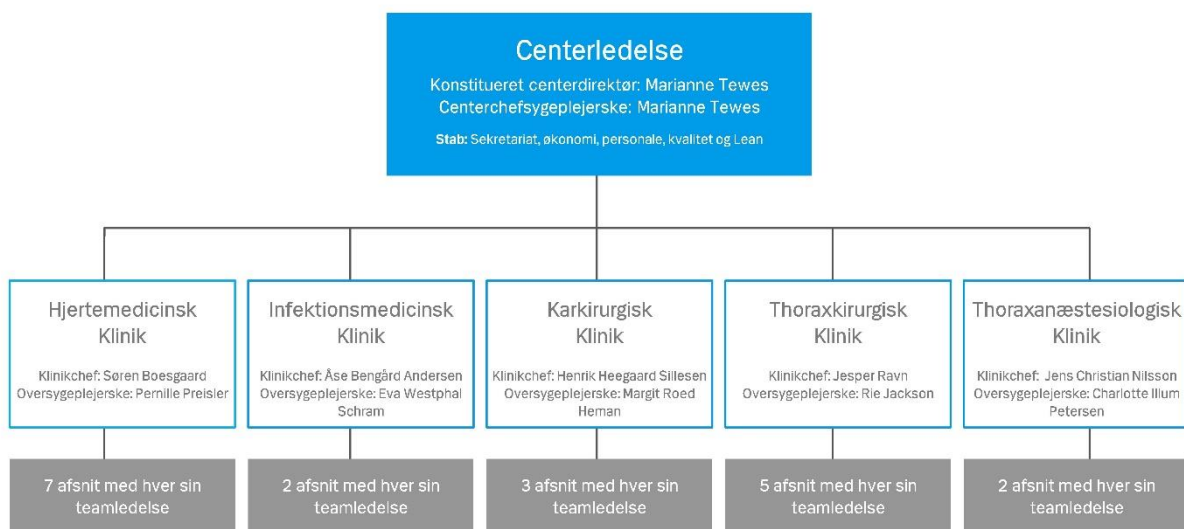 Centerledelse
Konstitueret centerdirektør: Marianne Tewes
Centerchefsygeplejerske: Marianne Tewes
Stab: Sekretariat, økonomi, personale, kvalitet og Lean
Hjertemedicinsk
Klinik
Klinikchef: Søren Boesgaard
Oversygeplejerske: Pernille Preisler
7 afsnit med hver sin
teamledelse
Infektionsmedicinsk
Klinik
Klinikchef: Åse Bengård Andersen
Oversygeplejerske: Eva Westphal
Schram
2 afsnit med hver sin
teamledelse
Karkirurgisk
Klinik
Klinikchef: Henrik Heegaard Sillesen
Oversygeplejerske: Margit Roed
Heman
3 afsnit med hver sin
teamledelse
Thoraxkirurgisk
Klinik
Klinikchef: Jesper Ravn
Oversygeplejerske: Rie Jackson
5 afsnit med hver sin
teamledelse
Thoraxanæstesiologisk
Klinik
Klinikchef: Jens Christian Nilsson
Oversygeplejerske: Charlotte Illum
Petersen
2 afsnit med hver sin
teamledelse